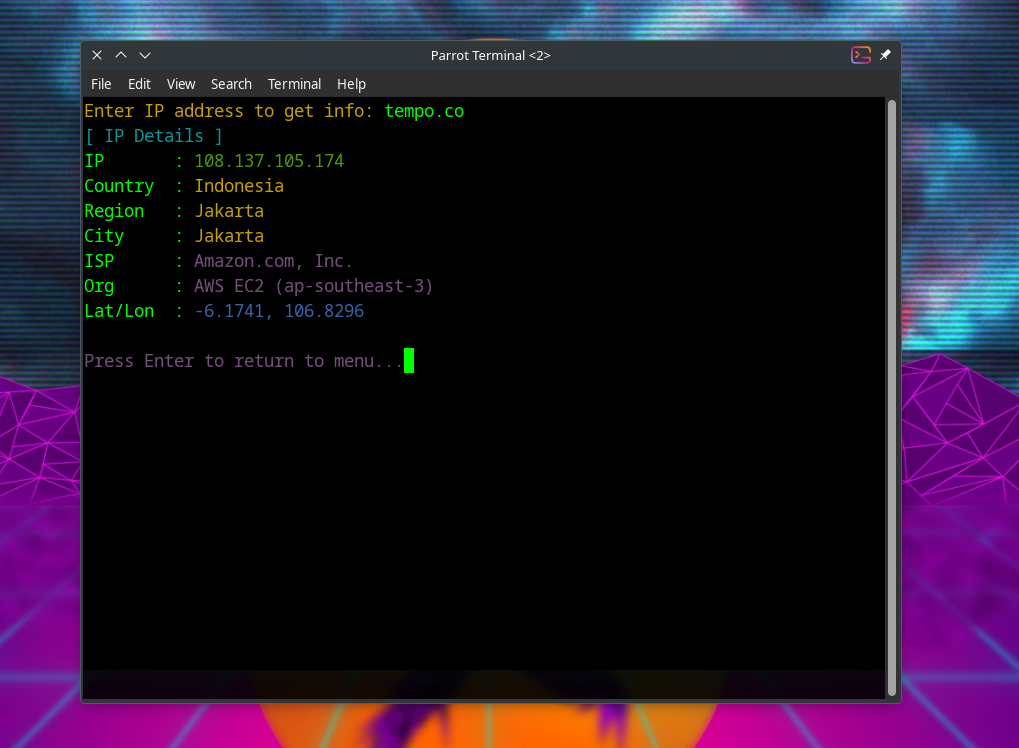 Parrot Terminal <2>
File Edit View Search Terminal Help
Enter IP address to get info: tempo.co
[ IP Details ]
IP : 108.137.105.174
Country : Indonesia
Region : Jakarta
City : Jakarta
ISP : Amazon.com, Inc.
Org : AWS EC2 (ap-southeast-3)
Lat/Lon : -6.1741, 106.8296
Press Enter to return to menu...